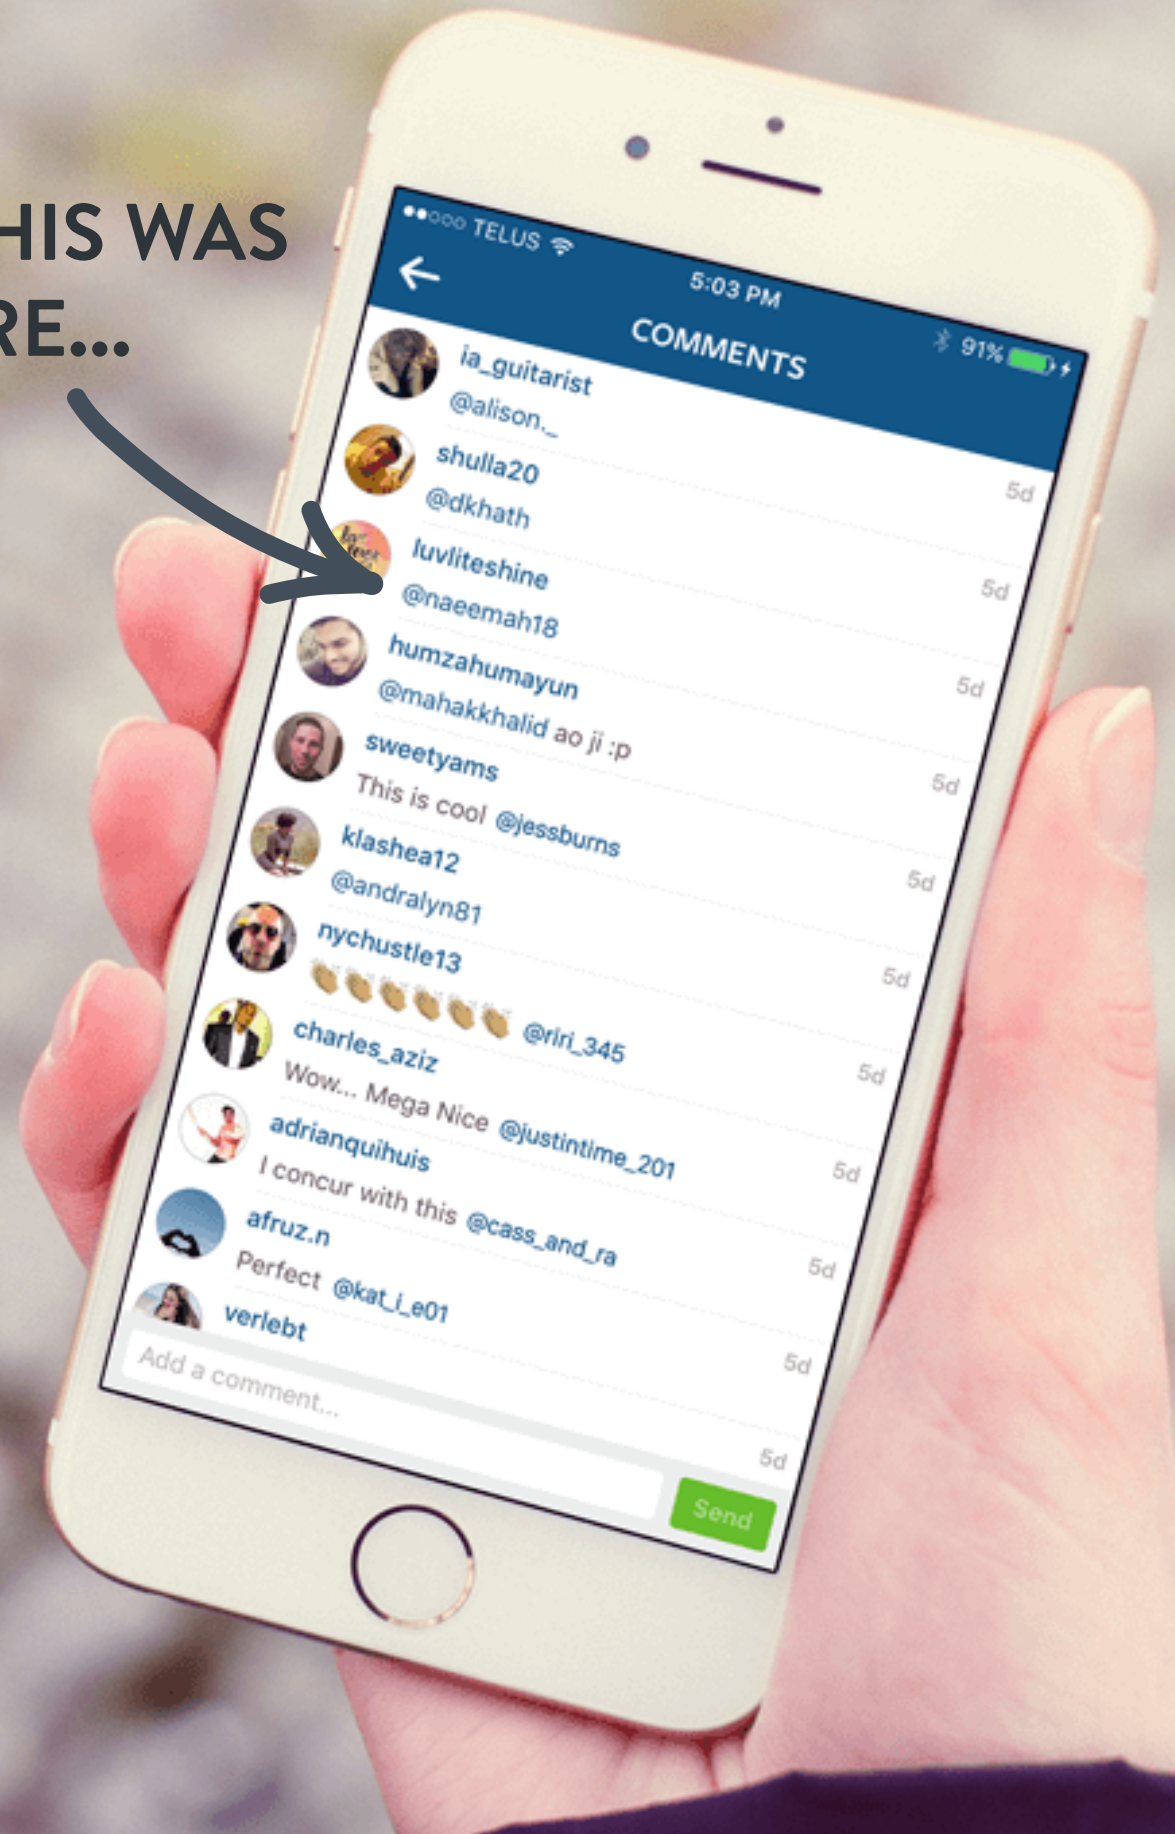 HIS WAS
RE...
TELUS
5:03 PM
91%
COMMENTS
ia_guitarist
@alison._
5d
shulla20
@dkhath
5d
luvliteshine
@naeemah18
5d
humzahumayun
@mahakkhalid ao ji :p
5d
sweetyams
This is cool @jessburns
5d
klashea12
@andralyn81
5d
nychustle13
👏🏽👏🏽👏🏽👏🏽👏🏽👏🏽 @riri_345
5d
charles_aziz
Wow... Mega Nice @justintime_201
5d
adrianquihuis
I concur with this @cass_and_ra
5d
afruz.n
Perfect @kat_i_e01
5d
verlebt
5d
Add a comment...
Send